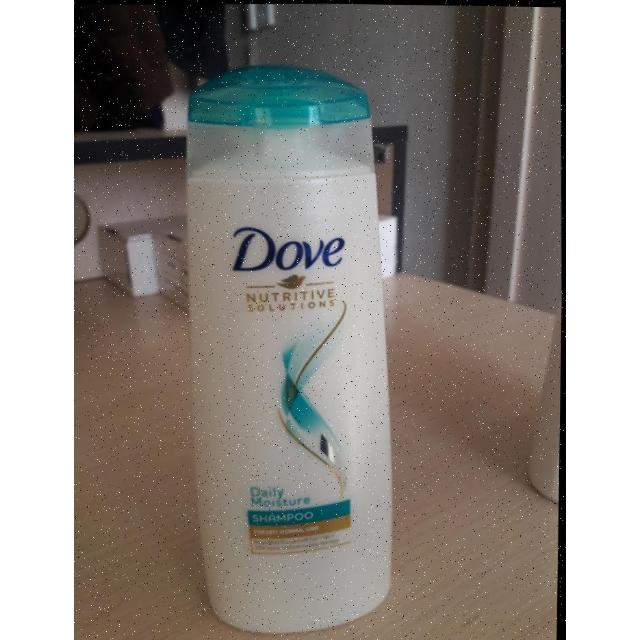 Dove
NUTRITIVE
SOLUTIONS
Daily
Moisture
SHAMPOO